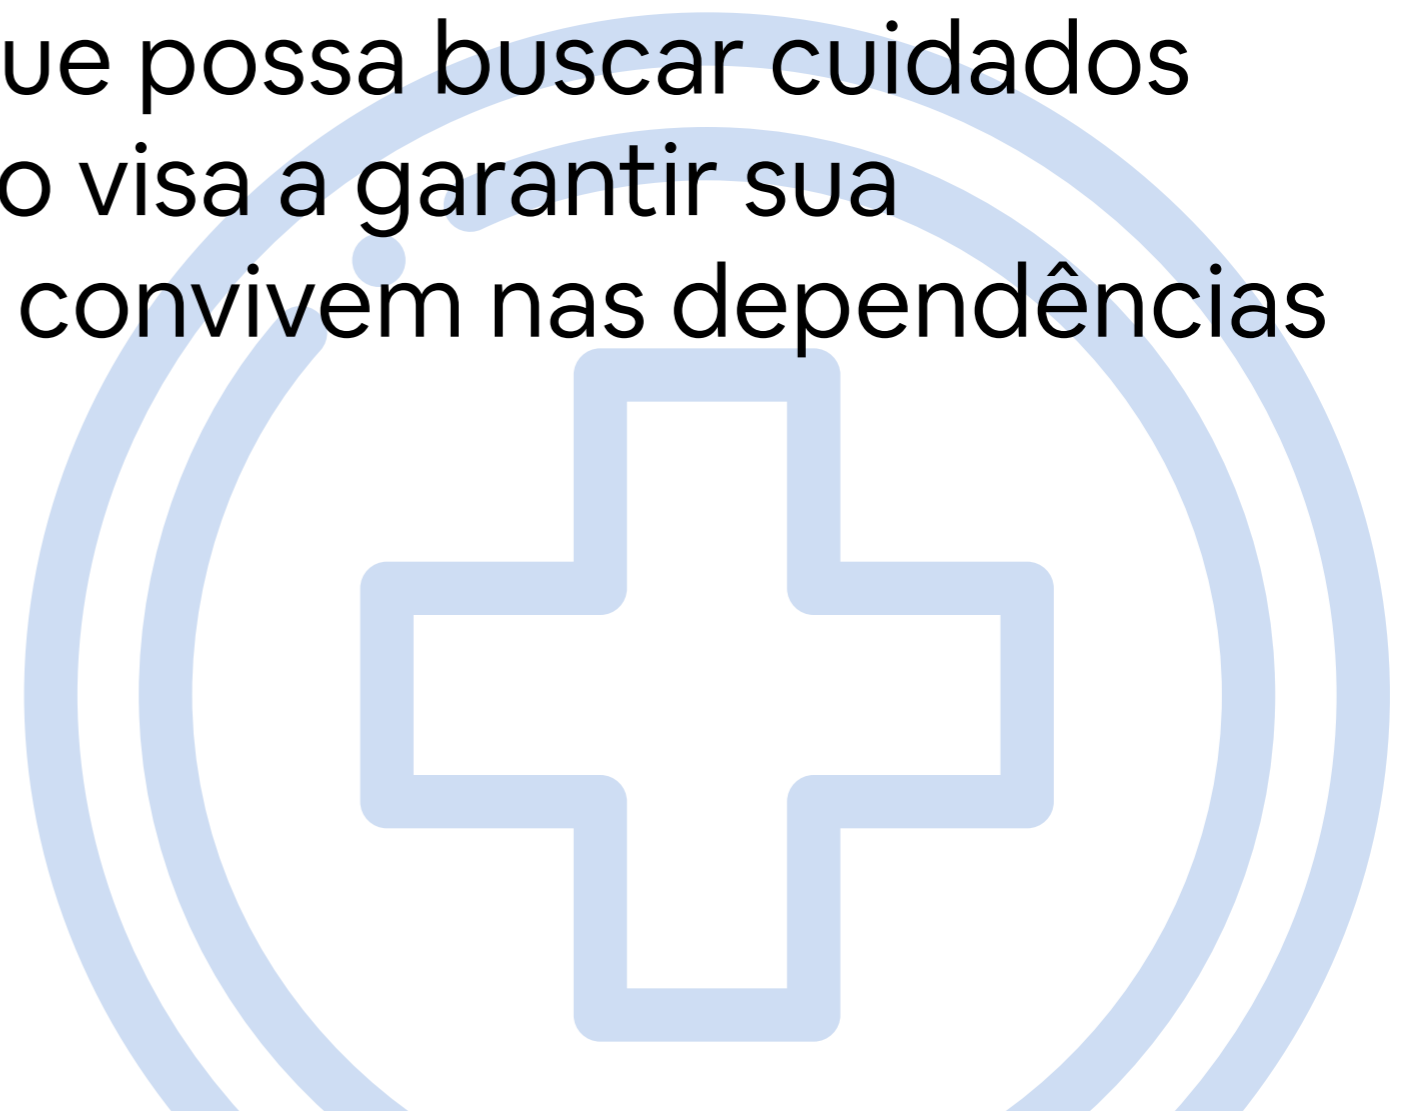 ue possa buscar cuidados
o visa a garantir sua
convivem nas dependências